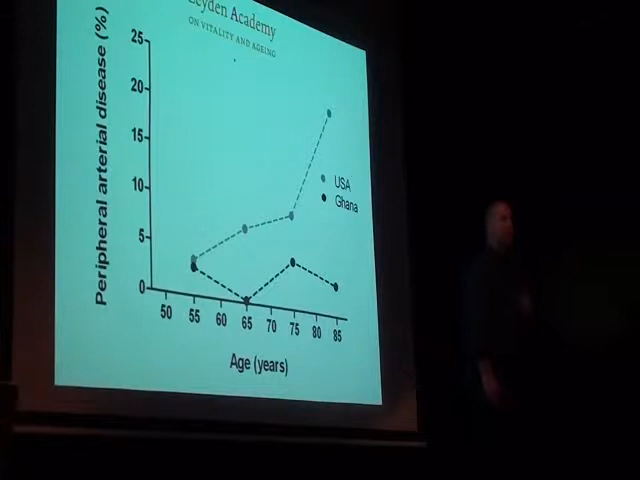 Leyden Academy
ON VITALITY AND AGEING
Peripheral arterial disease (%)
25
20
15
10
5
0
USA
Ghana
50 55 60 65 70 75 80 85
Age (years)